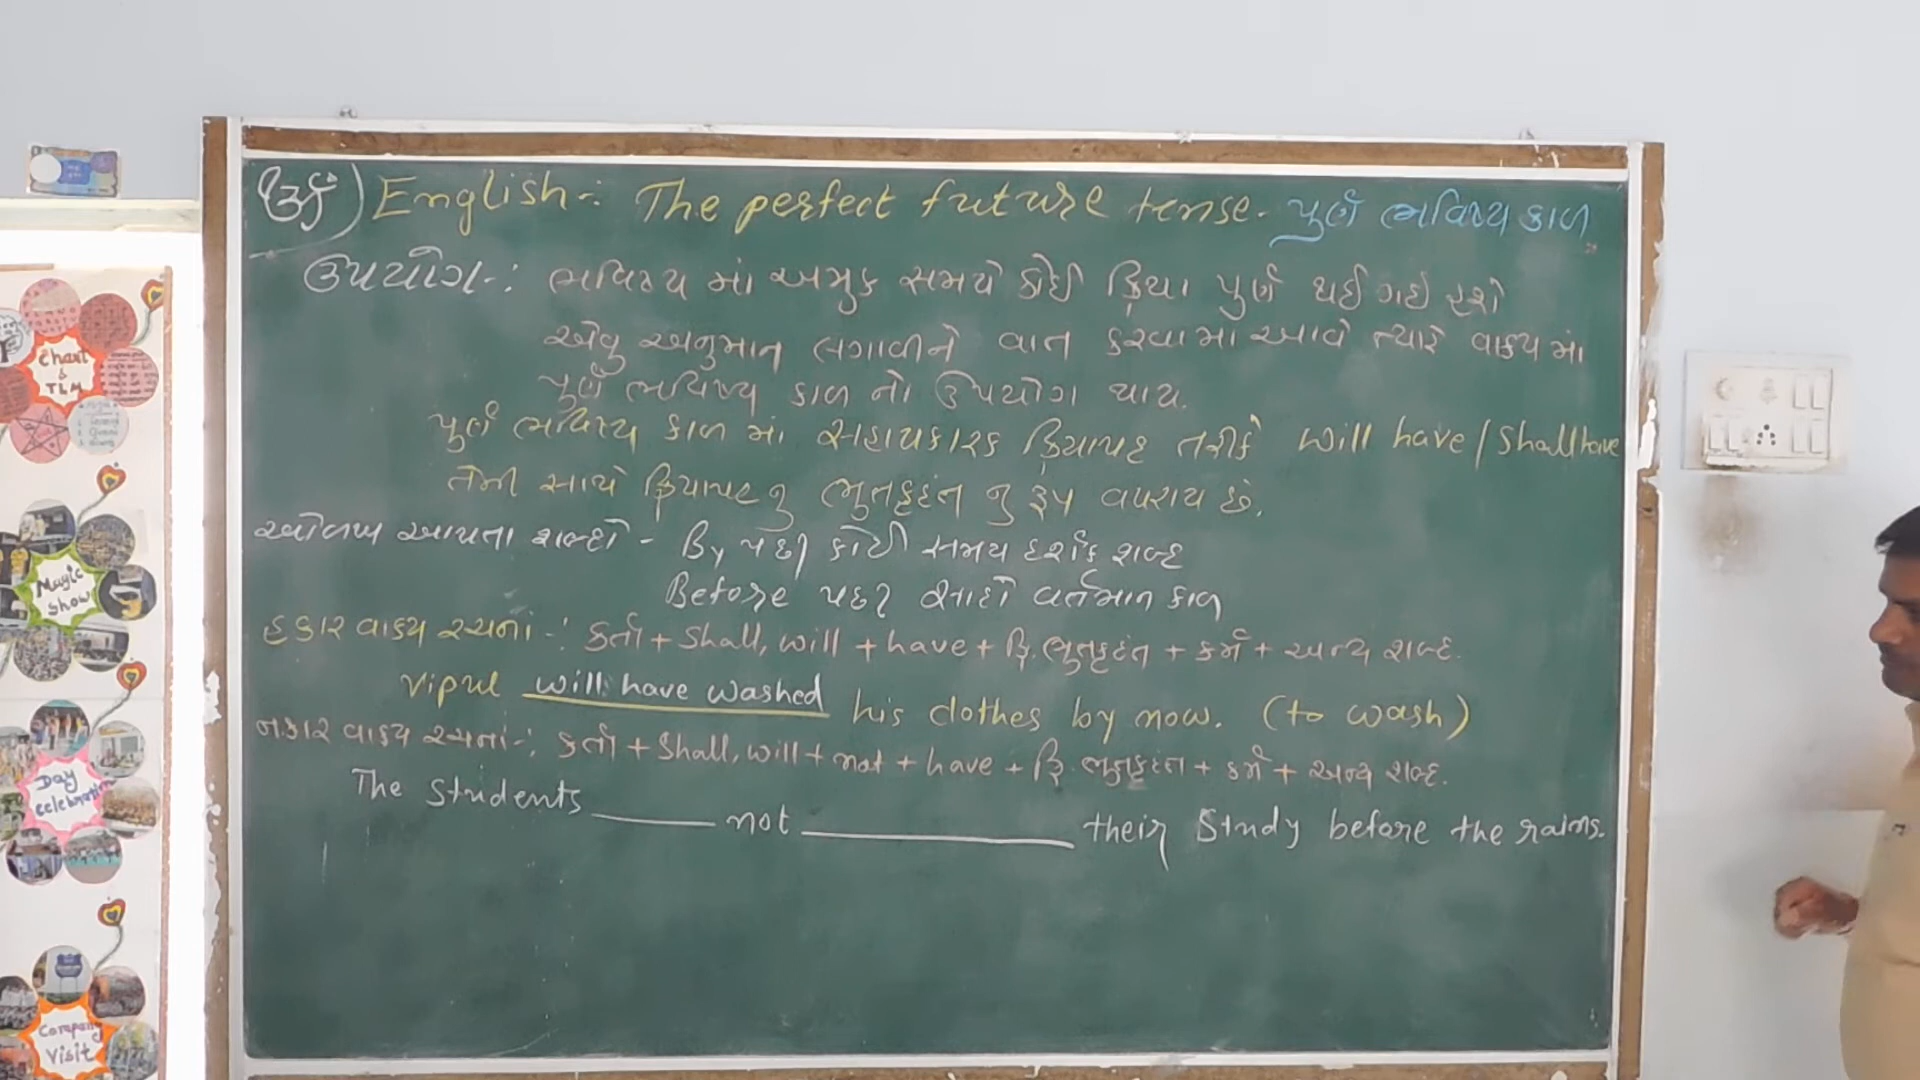 English -: The perfect future tense. પુર્ણ ભવિષ્ય કાળ
ઉપયોગ -: ભવિષ્ય માં અમુક સમયે કોઈ ક્રિયા પુર્ણ થઈ ગઈ હશે
એવુ અનુમાન લગાવીને વાત કરવામાં આવે ત્યારે વાક્ય માં
પુર્ણ ભવિષ્ય કાળ નો ઉપયોગ થાય.
પુર્ણ ભવિષ્ય કાળ માં સહાયકારક ક્રિયાપદ તરીકે will have / Shall have
તેની સાથે ક્રિયાપદ નુ ભુતકૃદંત નુ રૂપ વપરાય છે.
ઓળખ આપતા શબ્દો - By પછી કોઈ સમય દર્શક શબ્દ
Before પછી સાદો વર્તમાન કાળ
હકાર વાક્ય રચના -: કર્તા + Shall, will + have + ક્રિ. ભુતકૃદંત + કર્મ + અન્ય શબ્દ.
Vipul will have washed his clothes by now. (to wash)
નકાર વાક્ય રચના -: કર્તા + Shall, will + not + have + ક્રિ. ભુતકૃદંત + કર્મ + અન્ય શબ્દ.
The Students ______ not ____________ their Study before the rains.
Chart & TLM
Magic Show
Day Celebration
Company Visit